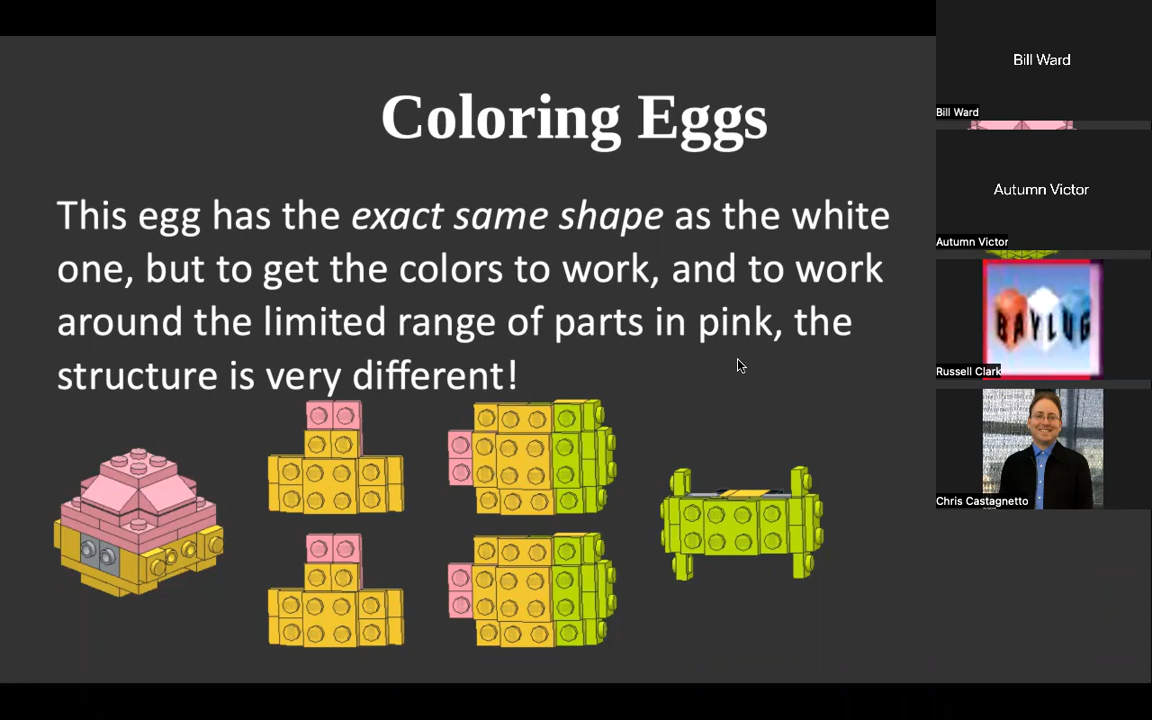 Coloring Eggs
This egg has the exact same shape as the white
one, but to get the colors to work, and to work
around the limited range of parts in pink, the
structure is very different!
Bill Ward
Bill Ward
Autumn Victor
Autumn Victor
BAYLUG
Russell Clark
Chris Castagnetto